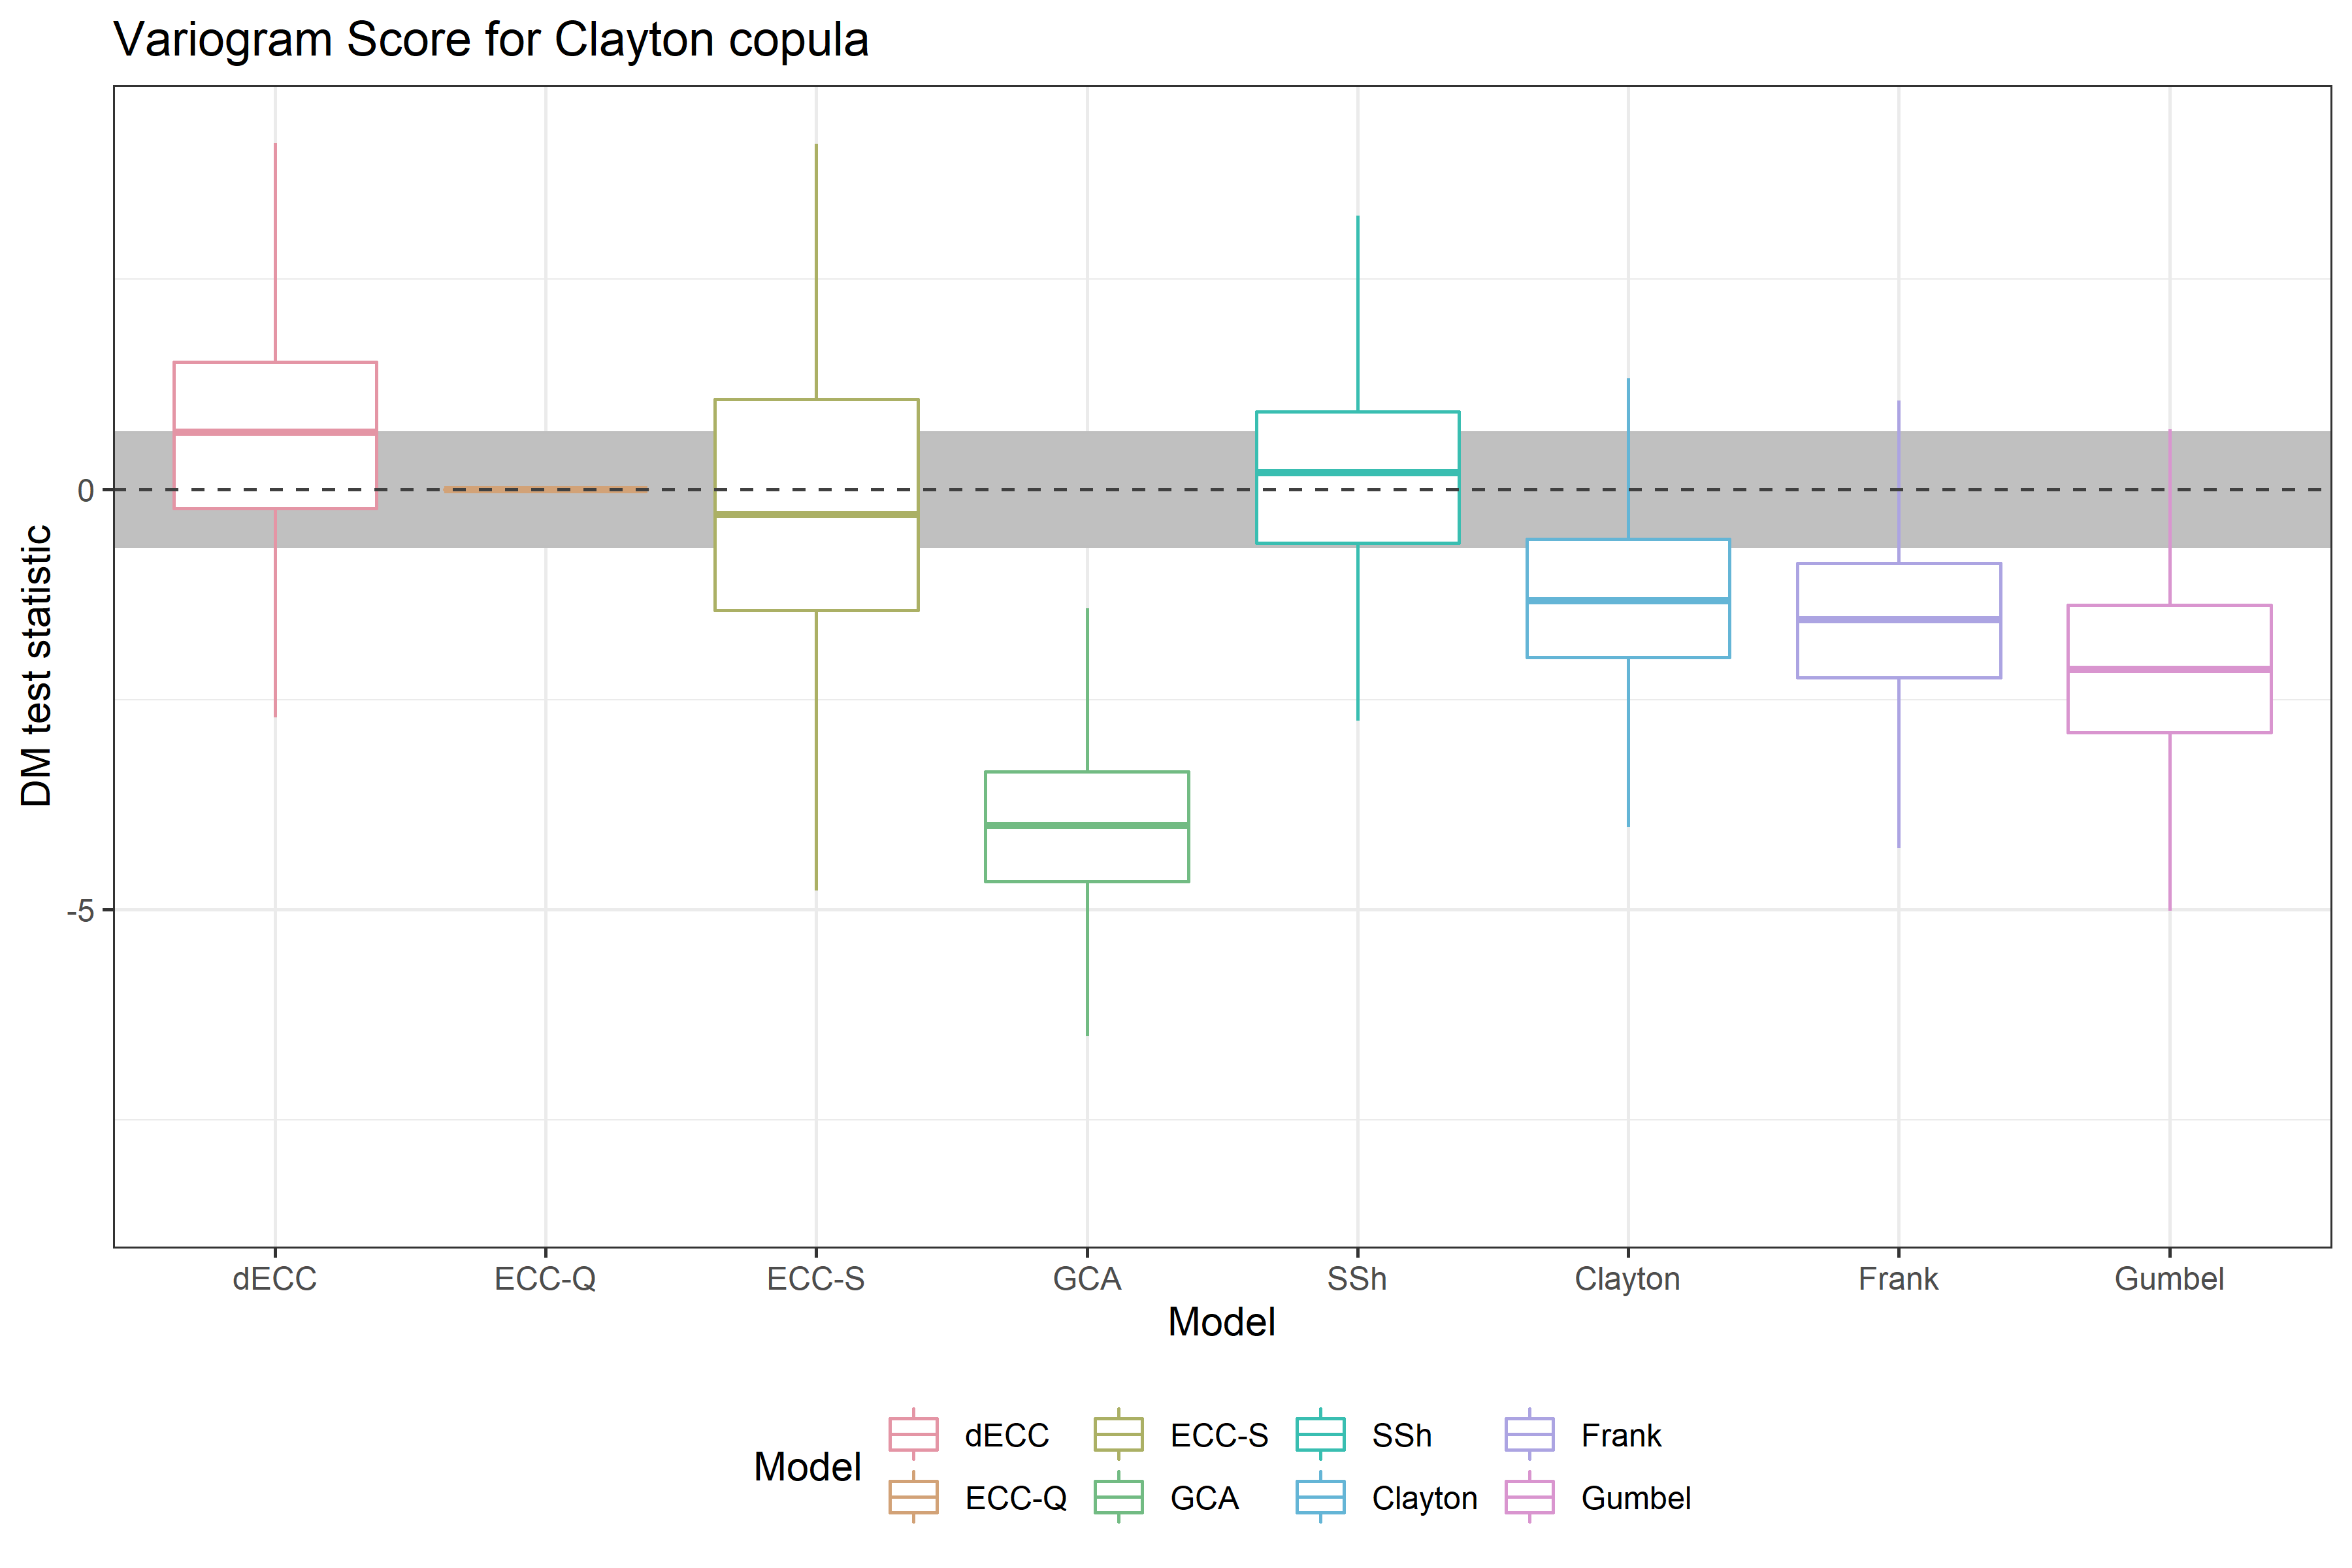 Variogram Score for Clayton copula
DM test statistic
0
-5
dECC ECC-Q ECC-S GCA SSh Clayton Frank Gumbel
Model
Model
dECC ECC-S SSh Frank
ECC-Q GCA Clayton Gumbel